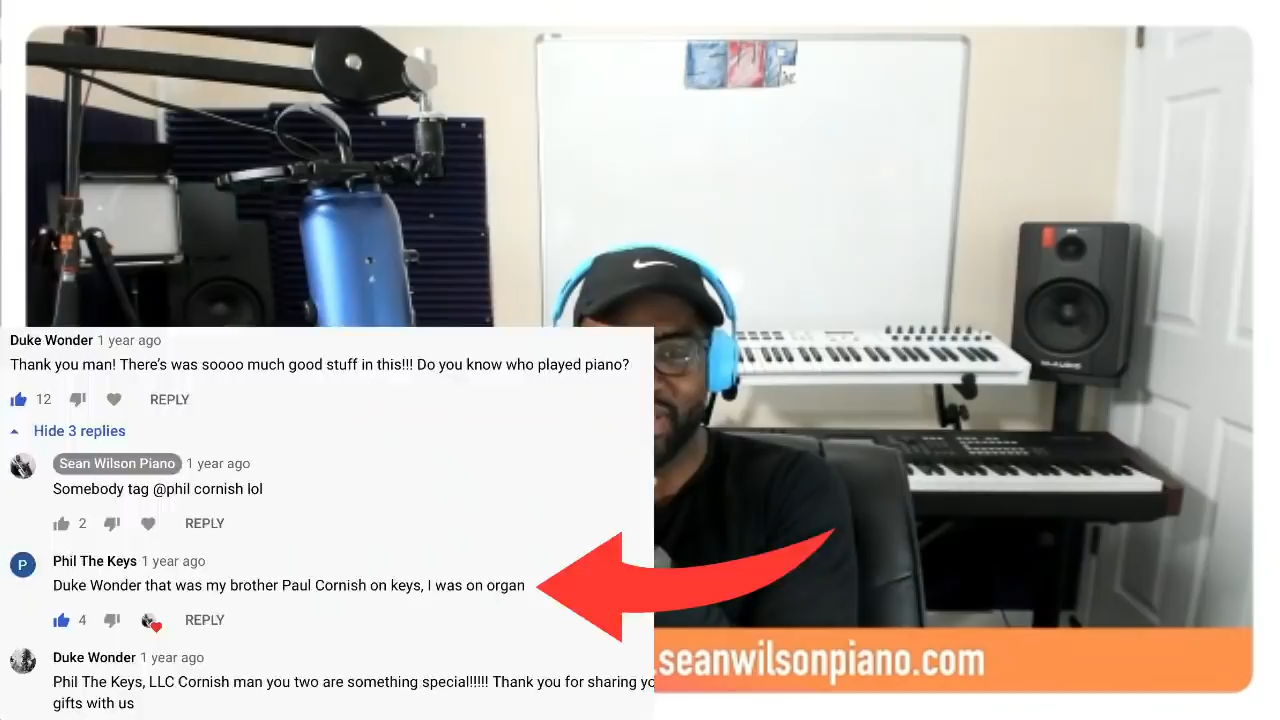 Duke Wonder 1 year ago
Thank you man! There's was soooo much good stuff in this!!! Do you know who played piano?
12 REPLY
Hide 3 replies
Sean Wilson Piano 1 year ago
Somebody tag @phil cornish lol
2 REPLY
P
Phil The Keys 1 year ago
Duke Wonder that was my brother Paul Cornish on keys, I was on organ
4 REPLY
Duke Wonder 1 year ago
Phil The Keys, LLC Cornish man you two are something special!!!!! Thank you for sharing
gifts with us
.seanwilsonpiano.com
M-AUDIO